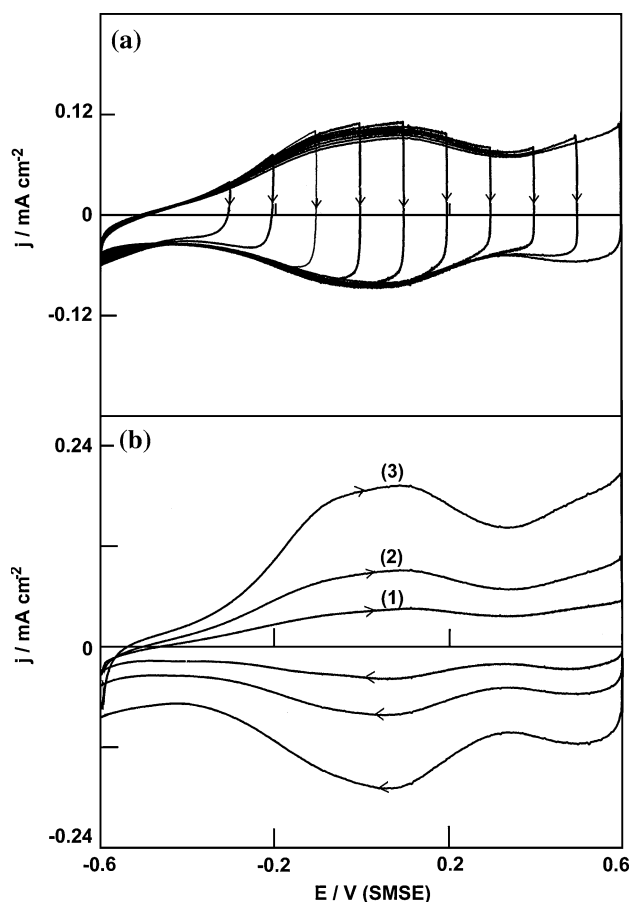 (a)
0.12
0
-0.12
j / mA cm-2
(b)
0.24
(3)
(2)
(1)
0
-0.24
j / mA cm-2
-0.6
-0.2
0.2
0.6
E / V (SMSE)